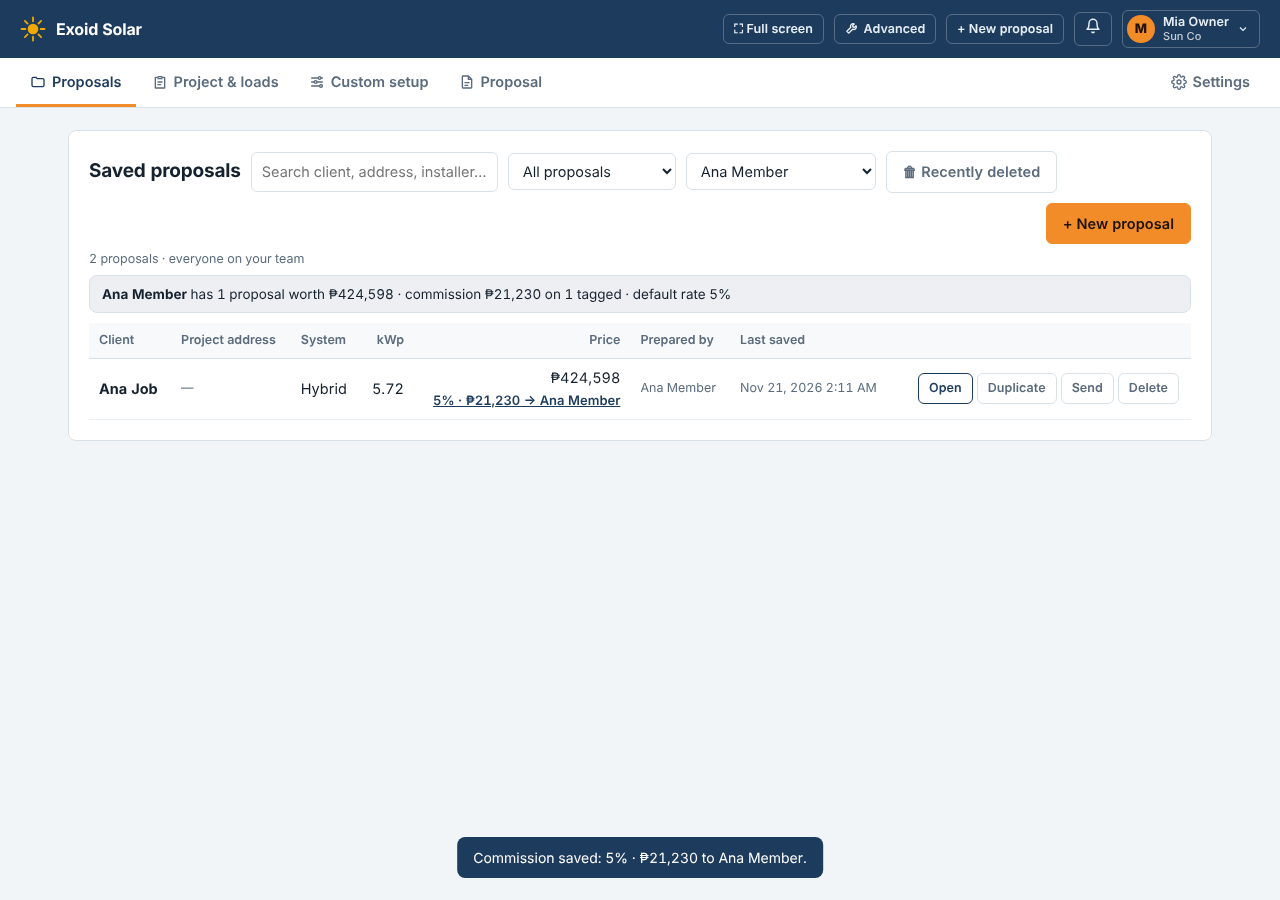 Exoid Solar
Full screen
Advanced
+ New proposal
M
Mia Owner
Sun Co
Proposals
Project & loads
Custom setup
Proposal
Settings
Saved proposals
Search client, address, installer...
All proposals
Ana Member
Recently deleted
+ New proposal
2 proposals · everyone on your team
Ana Member has 1 proposal worth ₱424,598 · commission ₱21,230 on 1 tagged · default rate 5%
Client Project address System kWp Price Prepared by Last saved
Ana Job — Hybrid 5.72 ₱424,598 Ana Member Nov 21, 2026 2:11 AM Open Duplicate Send Delete
5% · ₱21,230 → Ana Member
Commission saved: 5% · ₱21,230 to Ana Member.